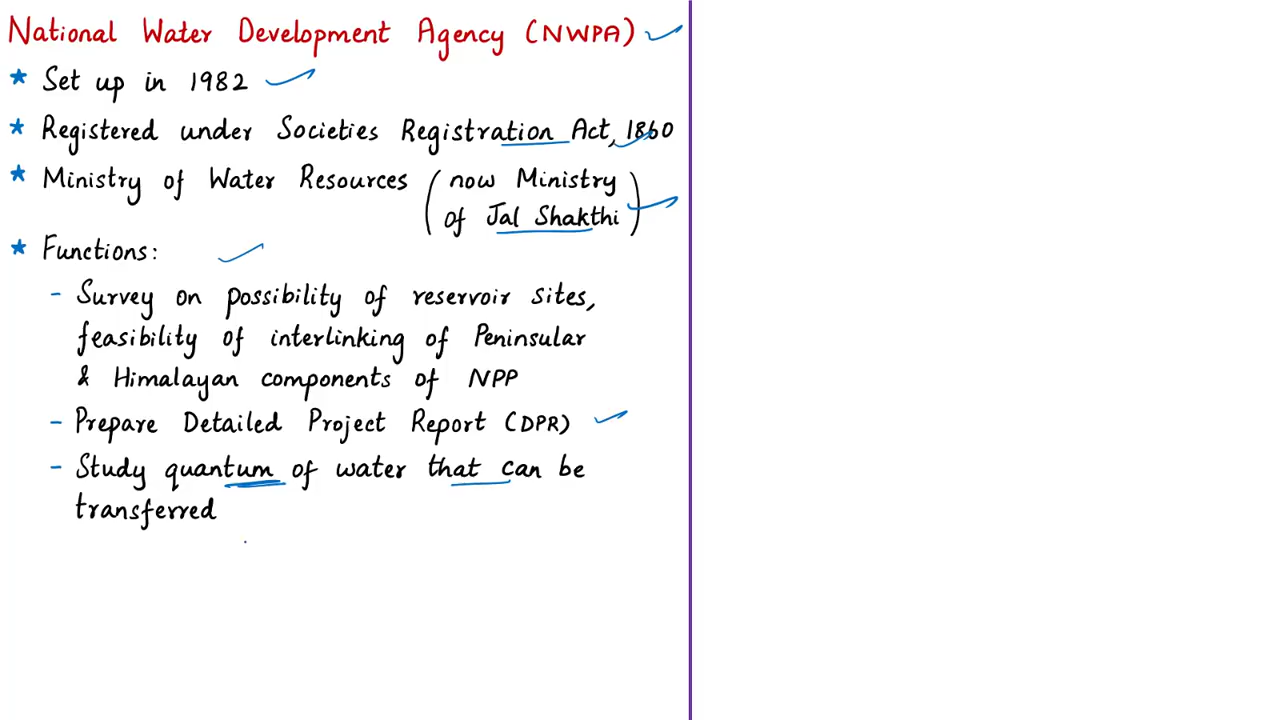 National Water Development Agency (NWPA)
* Set up in 1982
* Registered under Societies Registration Act, 1860
* Ministry of Water Resources (now Ministry
of Jal Shakthi)
* Functions:
- Survey on possibility of reservoir sites,
feasibility of interlinking of Peninsular
& Himalayan components of NPP
- Prepare Detailed Project Report (DPR)
- Study quantum of water that can be
transferred